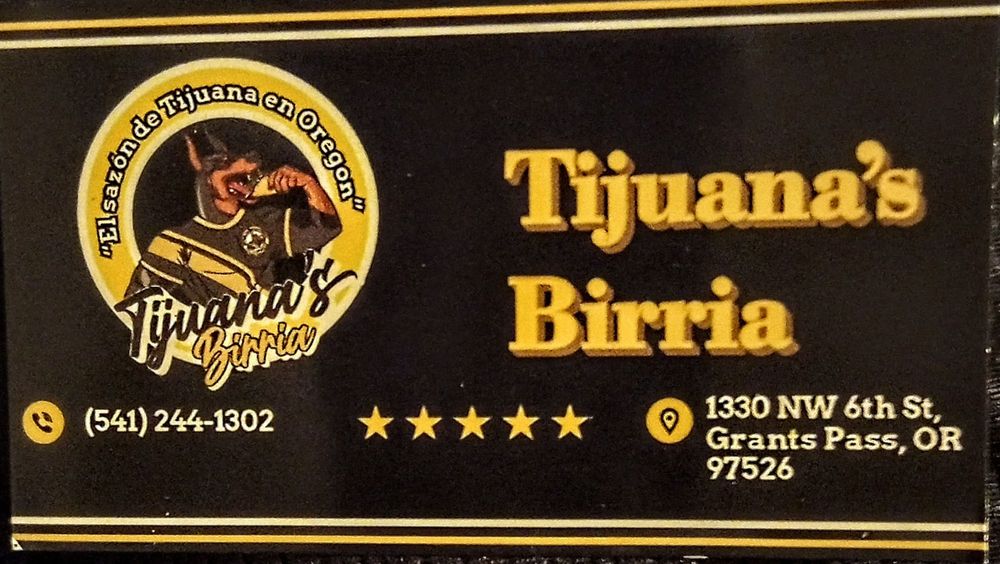 "El sazón de Tijuana en Oregon"
Tijuana's
Birria
Tijuana's
Birria
(541) 244-1302
1330 NW 6th St,
Grants Pass, OR
97526